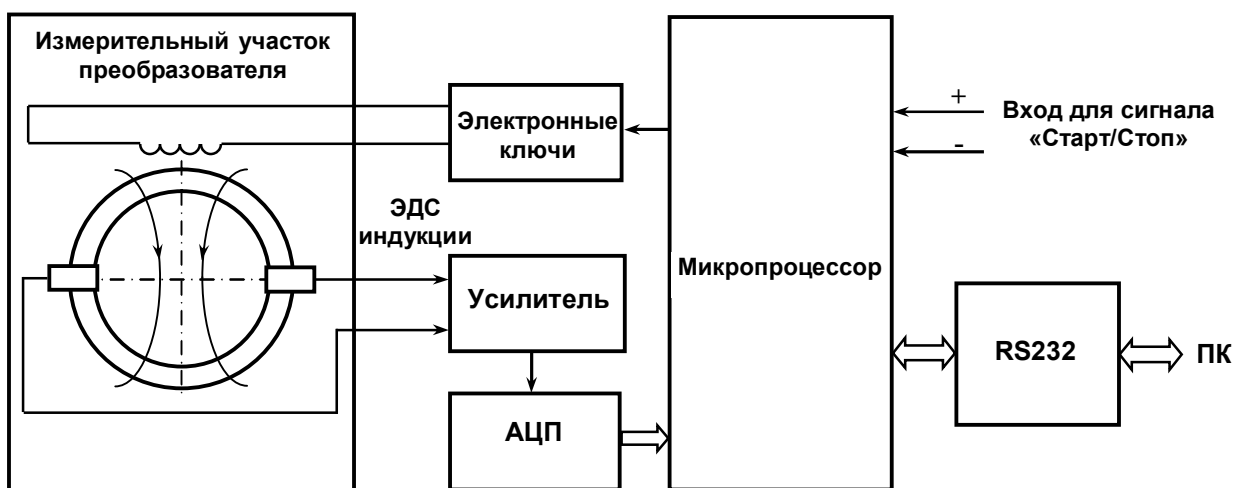 Измерительный участок
преобразователя
Электронные
ключи
+
-
Вход для сигнала
«Старт/Стоп»
ЭДС
индукции
Микропроцессор
Усилитель
RS232
ПК
АЦП